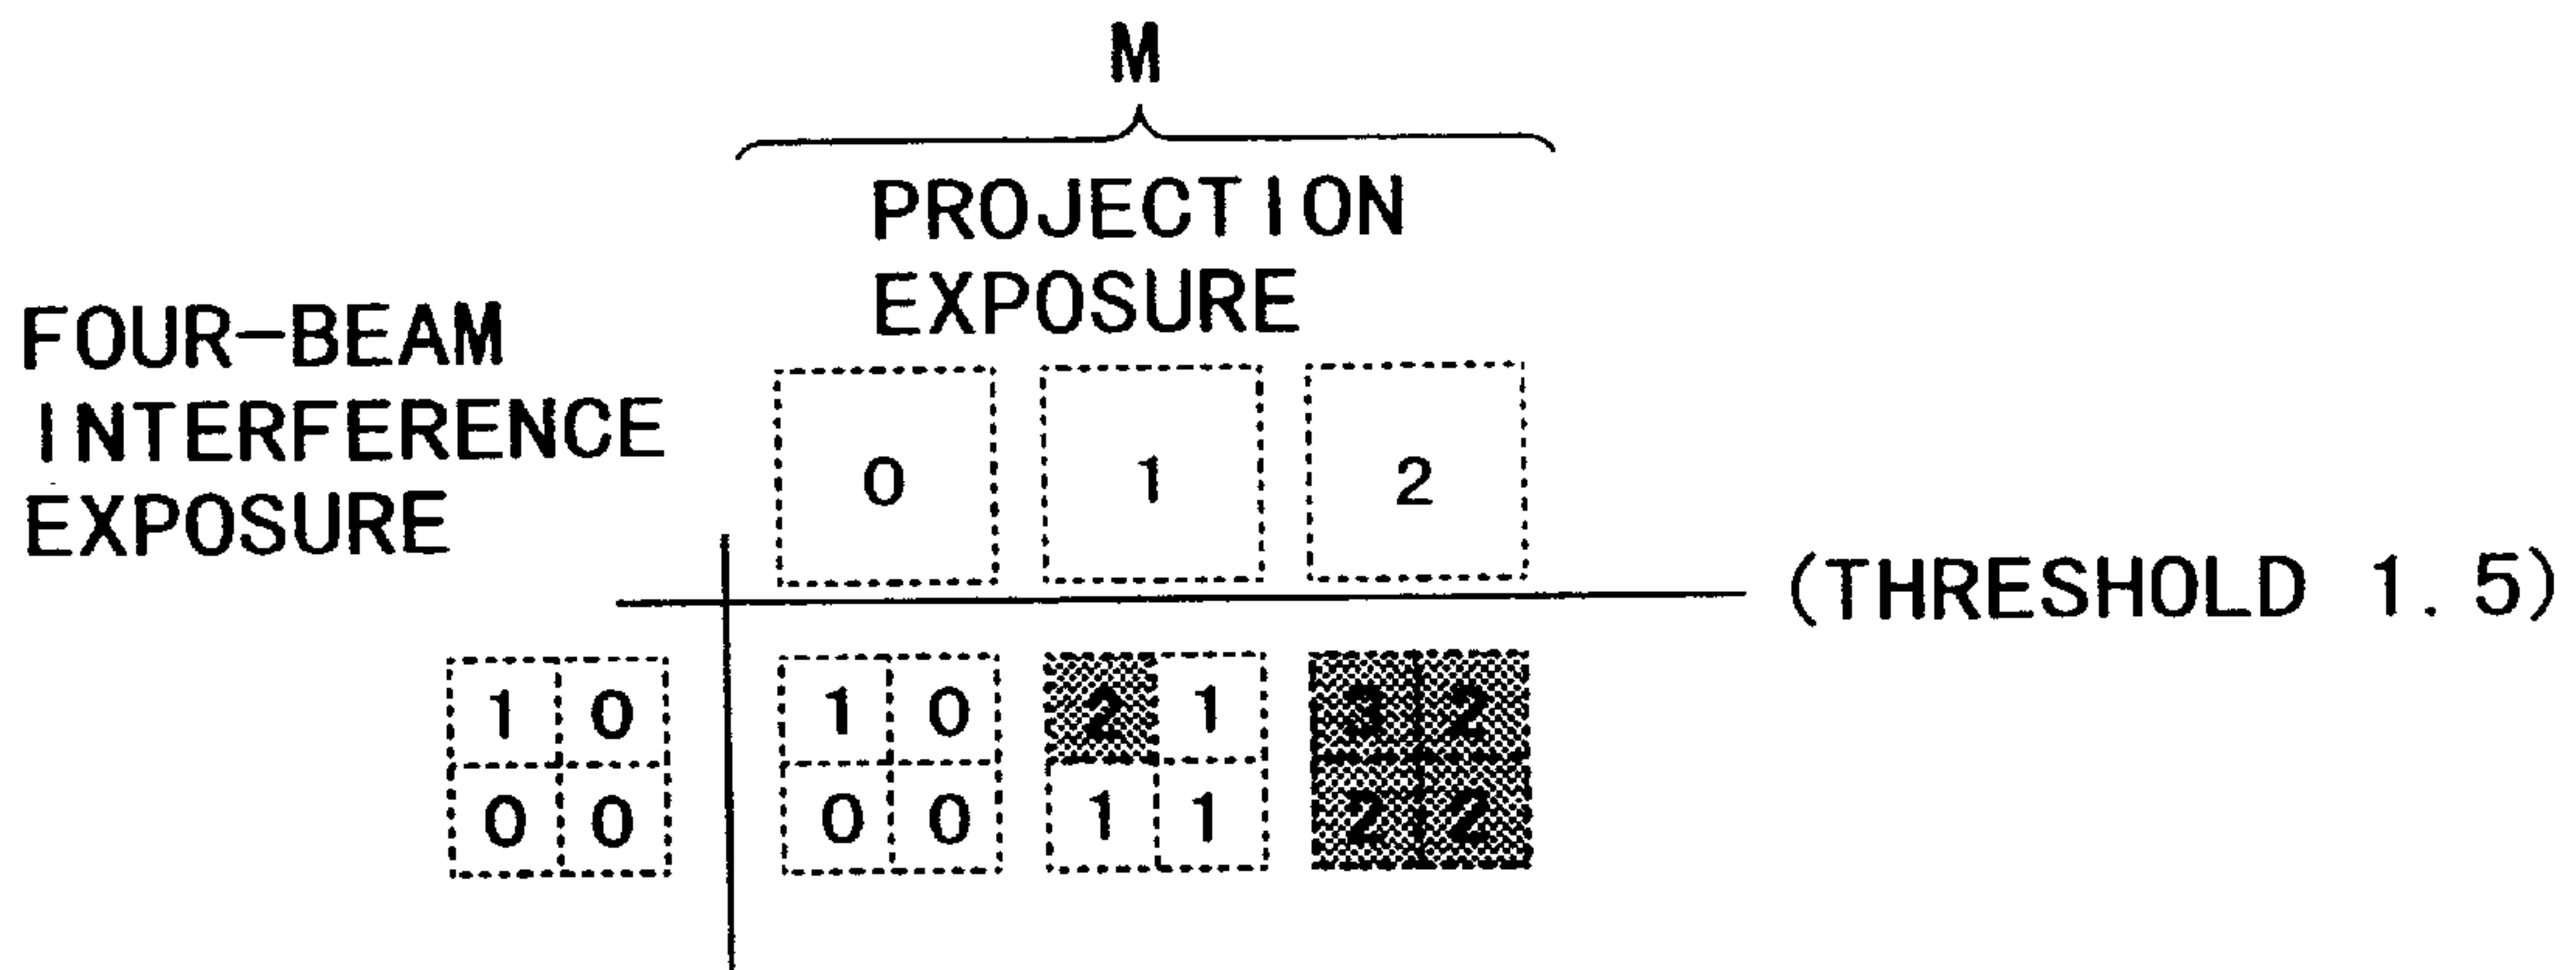 M
PROJECTION
EXPOSURE
FOUR-BEAM
INTERFERENCE
EXPOSURE
0 1 2
(THRESHOLD 1.5)
1 0 1 0 2 1 3 2
0 0 0 0 1 1 2 2